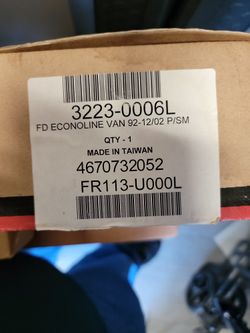 3223-0006L
FD ECONOLINE VAN 92-12/02 P/SM
QTY - 1
MADE IN TAIWAN
4670732052
FR113-U000L